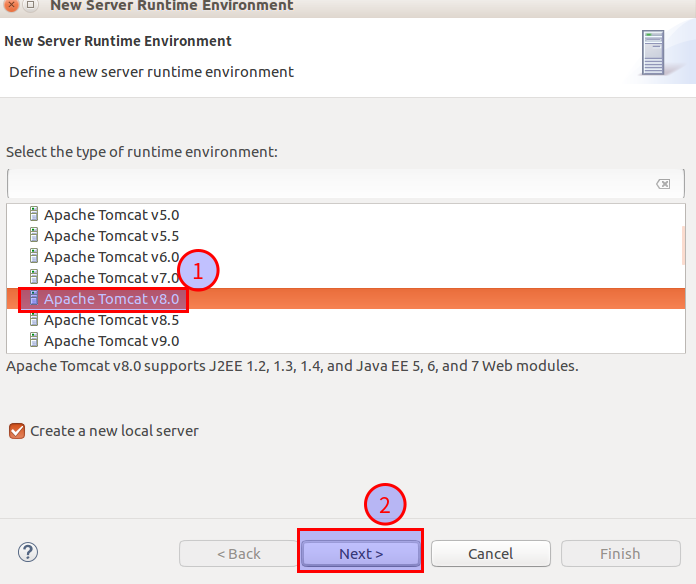 New Server Runtime Environment
New Server Runtime Environment
Define a new server runtime environment
Select the type of runtime environment:
Apache Tomcat v5.0
Apache Tomcat v5.5
Apache Tomcat v6.0
Apache Tomcat v7.0
1
Apache Tomcat v8.0
Apache Tomcat v8.5
Apache Tomcat v9.0
Apache Tomcat v8.0 supports J2EE 1.2, 1.3, 1.4, and Java EE 5, 6, and 7 Web modules.
Create a new local server
2
?
< Back
Next >
Cancel
Finish